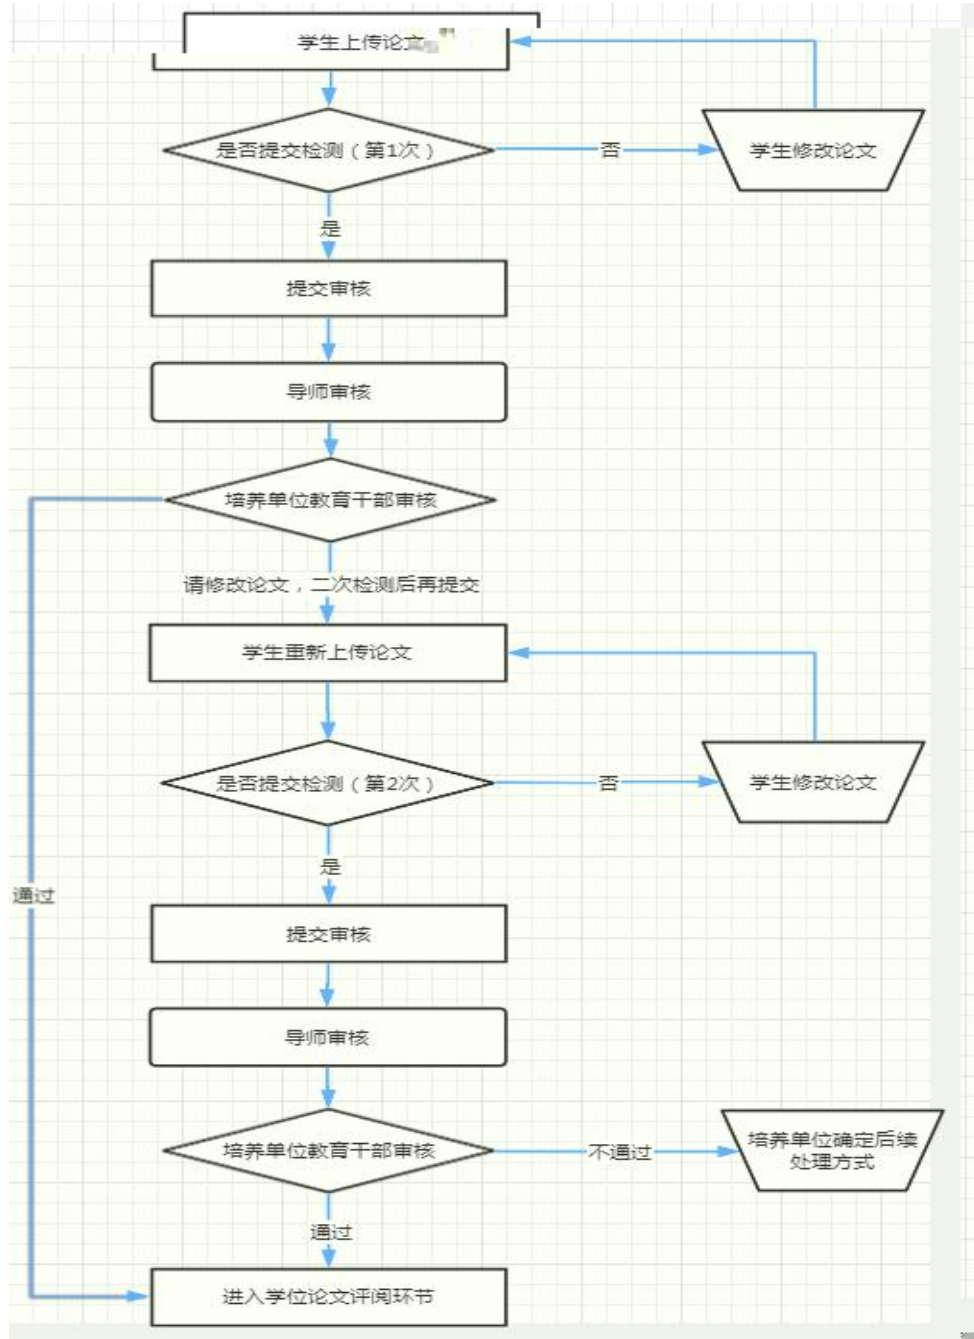 学生上传论文
是否提交检测（第1次）
否
学生修改论文
是
提交审核
导师审核
培养单位教育干部审核
请修改论文，二次检测后再提交
学生重新上传论文
是否提交检测（第2次）
否
学生修改论文
是
通过
提交审核
导师审核
培养单位教育干部审核
不通过
培养单位确定后续
处理方式
通过
进入学位论文评阅环节